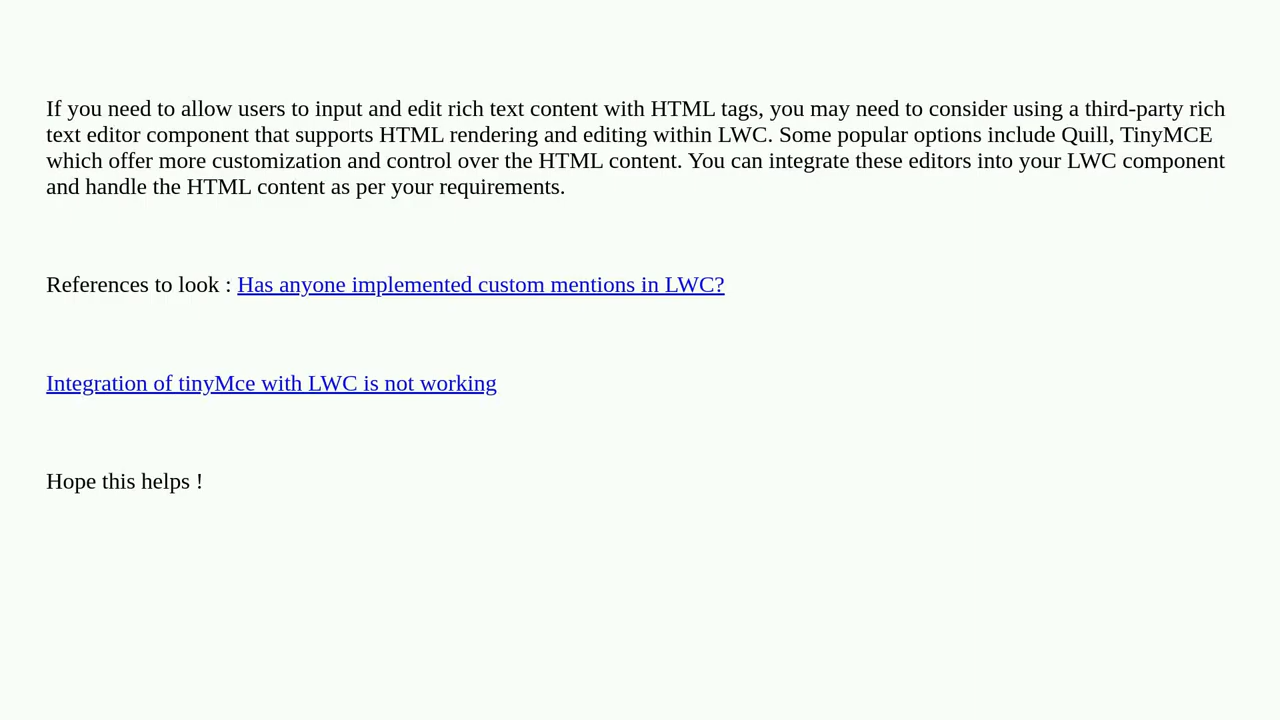 If you need to allow users to input and edit rich text content with HTML tags, you may need to consider using a third-party rich
text editor component that supports HTML rendering and editing within LWC. Some popular options include Quill, TinyMCE
which offer more customization and control over the HTML content. You can integrate these editors into your LWC component
and handle the HTML content as per your requirements.
References to look : Has anyone implemented custom mentions in LWC?
Integration of tinyMce with LWC is not working
Hope this helps !